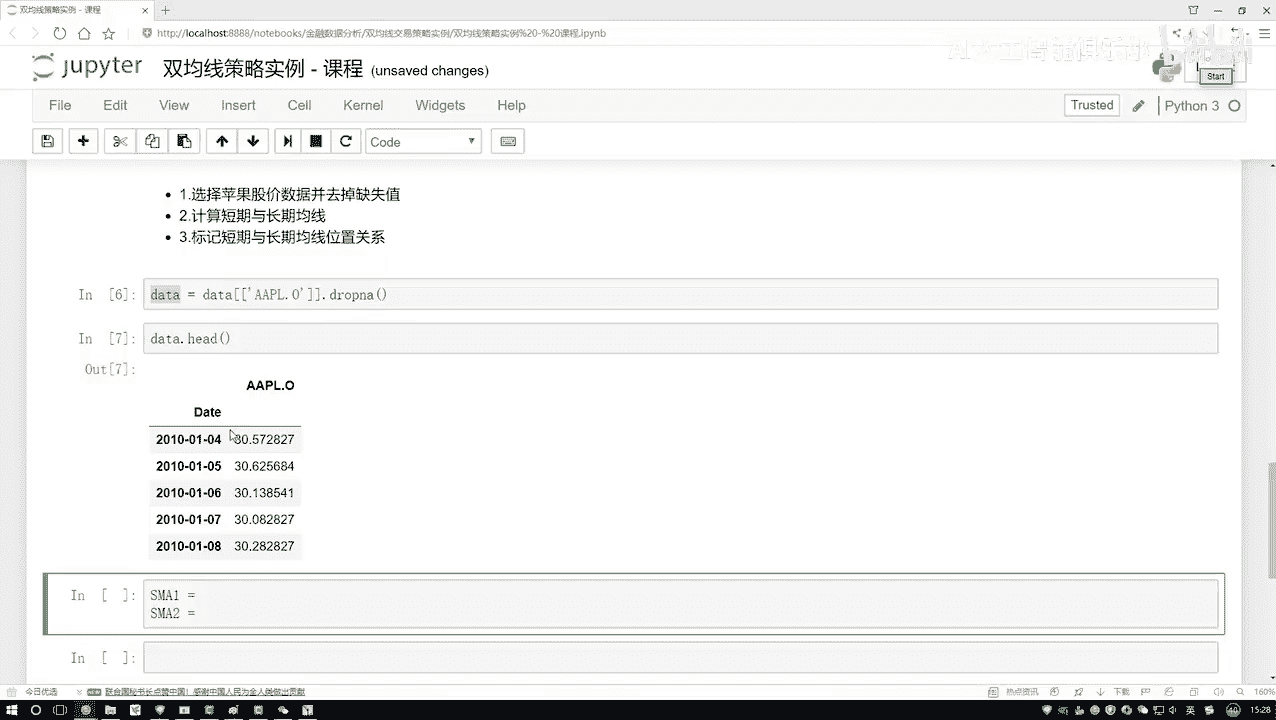 双均线策略实例 - 课程
http://localhost:8888/notebooks/金融数据分析/双均线交易策略实例/双均线策略实例%20-%20课程.ipynb
jupyter 双均线策略实例 - 课程 (unsaved changes)
Start
File Edit View Insert Cell Kernel Widgets Help
Trusted Python 3
Code
1.选择苹果股价数据并去掉缺失值
2.计算短期与长期均线
3.标记短期与长期均线位置关系
In [6]: data = data[['AAPL.O']].dropna()
In [7]: data.head()
Out[7]:
AAPL.O
Date
2010-01-04 30.572827
2010-01-05 30.625684
2010-01-06 30.138541
2010-01-07 30.082827
2010-01-08 30.282827
In [ ]: SMA1 =
SMA2 =
In [ ]:
今日优选 联合国秘书长点赞中国！感谢中国人民为全人类做出贡献 热点资讯 下载 160%
英 15:28